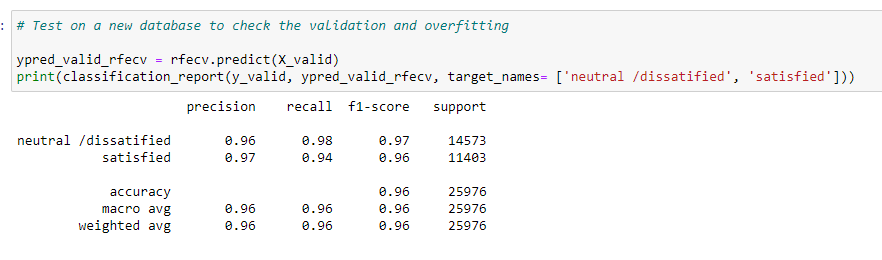 : # Test on a new database to check the validation and overfitting
ypred_valid_rfecv = rfecv.predict(X_valid)
print(classification_report(y_valid, ypred_valid_rfecv, target_names= ['neutral /dissatified', 'satisfied']))
precision recall f1-score support
neutral /dissatified 0.96 0.98 0.97 14573
satisfied 0.97 0.94 0.96 11403
accuracy 0.96 25976
macro avg 0.96 0.96 0.96 25976
weighted avg 0.96 0.96 0.96 25976